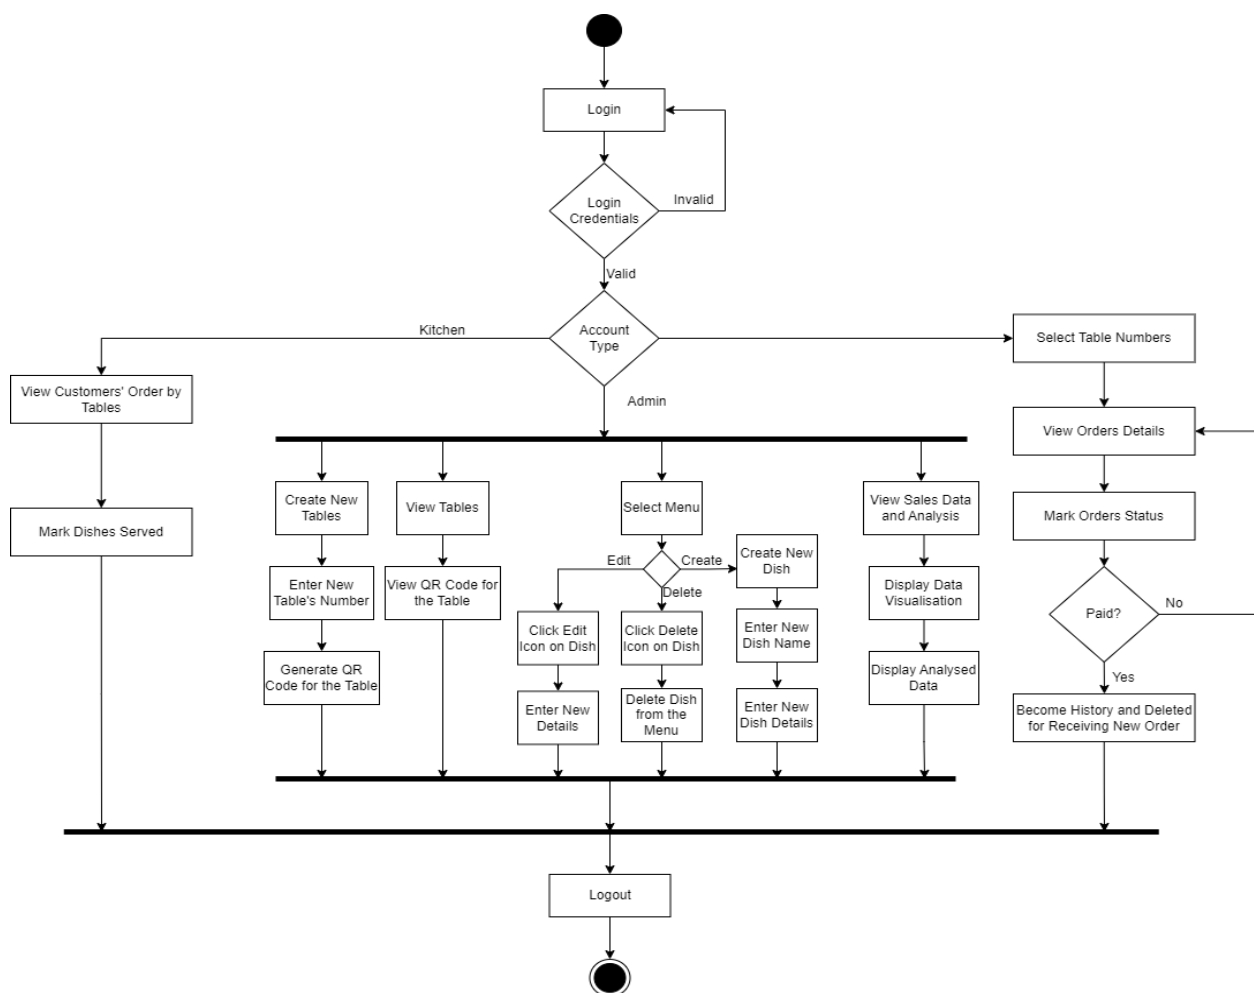 Login
Login
Credentials
Invalid
Valid
Account
Type
Kitchen
Admin
Select Table Numbers
View Customers' Order by
Tables
View Orders Details
Mark Dishes Served
Create New
Tables
View Tables
Select Menu
View Sales Data
and Analysis
Mark Orders Status
Edit
Create
Delete
Create New
Dish
Enter New
Table's Number
View QR Code for
the Table
Display Data
Visualisation
Paid?
No
Yes
Click Edit
Icon on Dish
Click Delete
Icon on Dish
Enter New
Dish Name
Generate QR
Code for the Table
Display Analysed
Data
Enter New
Details
Delete Dish
from the
Menu
Enter New
Dish Details
Become History and Deleted
for Receiving New Order
Logout